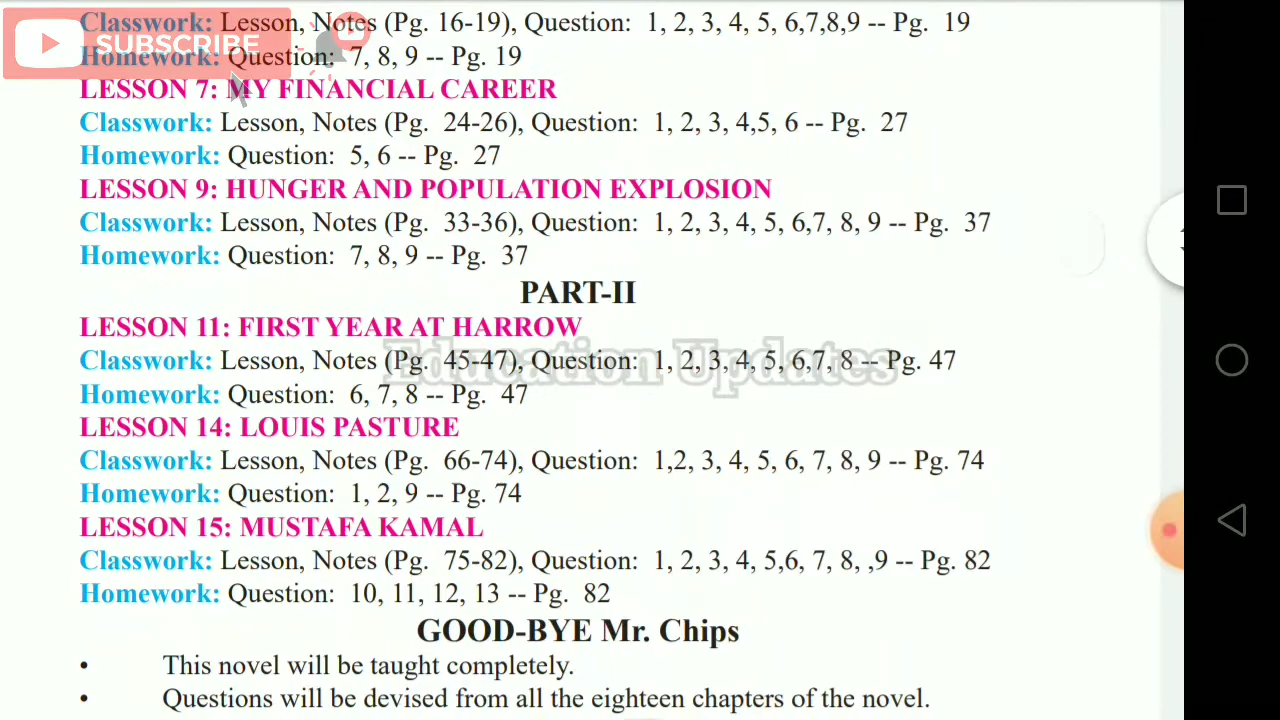 Classwork: Lesson, Notes (Pg. 16-19), Question: 1, 2, 3, 4, 5, 6,7,8,9 -- Pg. 19
SUBSCRIBE
Homework: Question: 7, 8, 9 -- Pg. 19
LESSON 7: MY FINANCIAL CAREER
Classwork: Lesson, Notes (Pg. 24-26), Question: 1, 2, 3, 4,5, 6 -- Pg. 27
Homework: Question: 5, 6 -- Pg. 27
LESSON 9: HUNGER AND POPULATION EXPLOSION
Classwork: Lesson, Notes (Pg. 33-36), Question: 1, 2, 3, 4, 5, 6,7, 8, 9 -- Pg. 37
Homework: Question: 7, 8, 9 -- Pg. 37
PART-II
LESSON 11: FIRST YEAR AT HARROW
Classwork: Lesson, Notes (Pg. 45-47), Question: 1, 2, 3, 4, 5, 6,7, 8 -- Pg. 47
Education Updates
Homework: Question: 6, 7, 8 -- Pg. 47
LESSON 14: LOUIS PASTURE
Classwork: Lesson, Notes (Pg. 66-74), Question: 1,2, 3, 4, 5, 6, 7, 8, 9 -- Pg. 74
Homework: Question: 1, 2, 9 -- Pg. 74
LESSON 15: MUSTAFA KAMAL
Classwork: Lesson, Notes (Pg. 75-82), Question: 1, 2, 3, 4, 5,6, 7, 8, ,9 -- Pg. 82
Homework: Question: 10, 11, 12, 13 -- Pg. 82
GOOD-BYE Mr. Chips
• This novel will be taught completely.
• Questions will be devised from all the eighteen chapters of the novel.